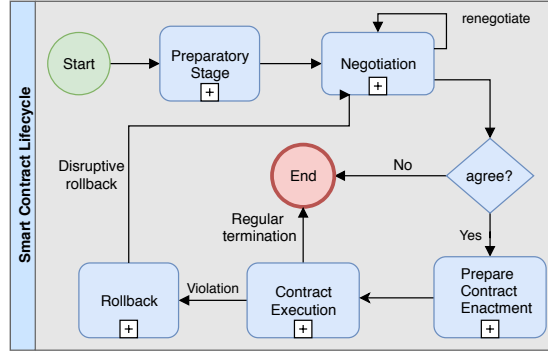 Smart Contract Lifecycle
Start
Preparatory
Stage
+
Negotiation
+
renegotiate
agree?
No
Yes
End
Disruptive
rollback
Regular
termination
Rollback
+
Violation
Contract
Execution
+
Prepare
Contract
Enactment
+